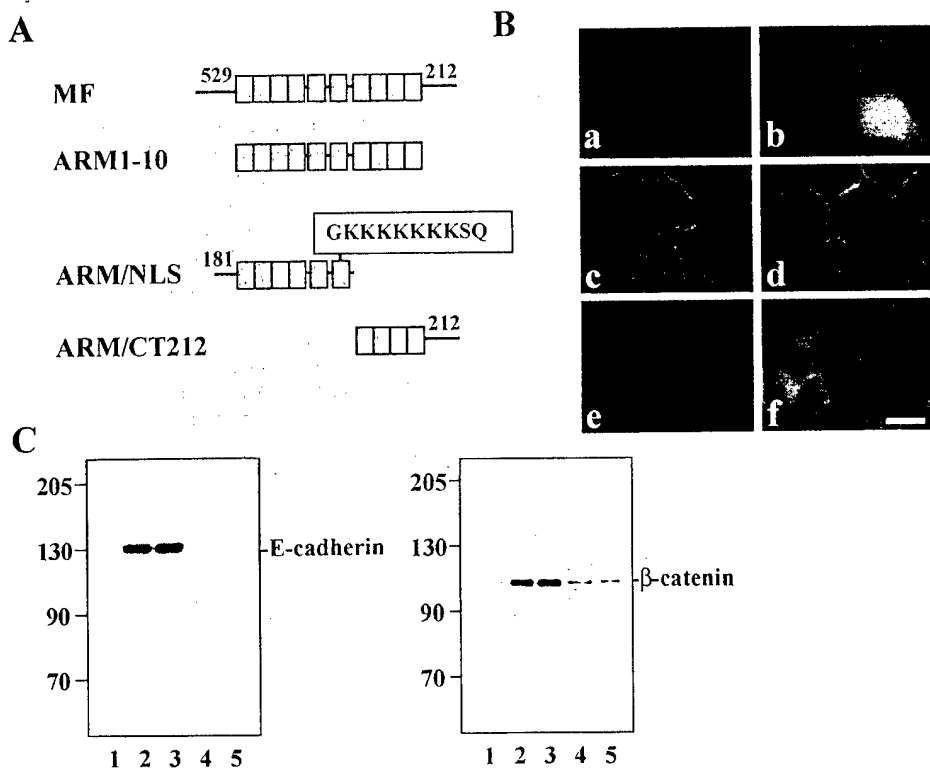 A
B
529
212
MF
ARM1-10
GKKKKKKKSQ
181
ARM/NLS
212
ARM/CT212
a
b
c
d
e
f
C
205
130
90
70
E-cadherin
1 2 3 4 5
205
130
90
70
β-catenin
1 2 3 4 5